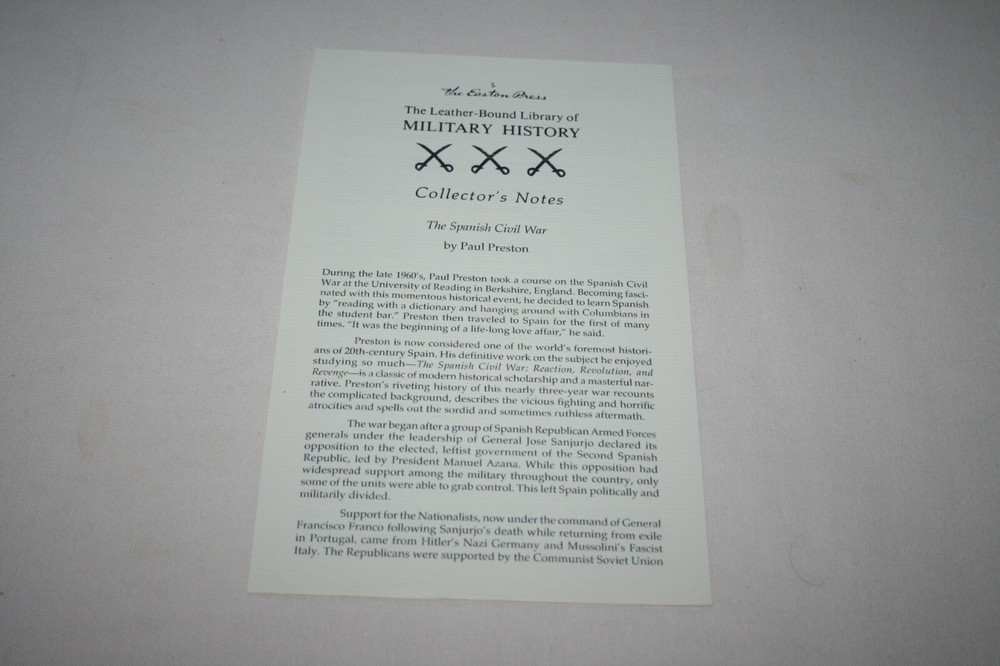 The Easton Press
The Leather-Bound Library of
MILITARY HISTORY
Collector's Notes
The Spanish Civil War
by Paul Preston
During the late 1960's, Paul Preston took a course on the Spanish Civil
War at the University of Reading in Berkshire, England. Becoming fasci-
nated with this momentous historical event, he decided to learn Spanish
by "reading with a dictionary and hanging around with Columbians in
the student bar." Preston then traveled to Spain for the first of many
times. "It was the beginning of a life-long love affair," he said.
Preston is now considered one of the world's foremost histori-
ans of 20th-century Spain. His definitive work on the subject he enjoyed
studying so much—The Spanish Civil War: Reaction, Revolution, and
Revenge—is a classic of modern historical scholarship and a masterful nar-
rative. Preston's riveting history of this nearly three-year war recounts
the complicated background, describes the vicious fighting and horrific
atrocities and spells out the sordid and sometimes ruthless aftermath.
The war began after a group of Spanish Republican Armed Forces
generals under the leadership of General Jose Sanjurjo declared its
opposition to the elected, leftist government of the Second Spanish
Republic, led by President Manuel Azana. While this opposition had
widespread support among the military throughout the country, only
some of the units were able to grab control. This left Spain politically and
militarily divided.
Support for the Nationalists, now under the command of General
Francisco Franco following Sanjurjo's death while returning from exile
in Portugal, came from Hitler's Nazi Germany and Mussolini's Fascist
Italy. The Republicans were supported by the Communist Soviet Union